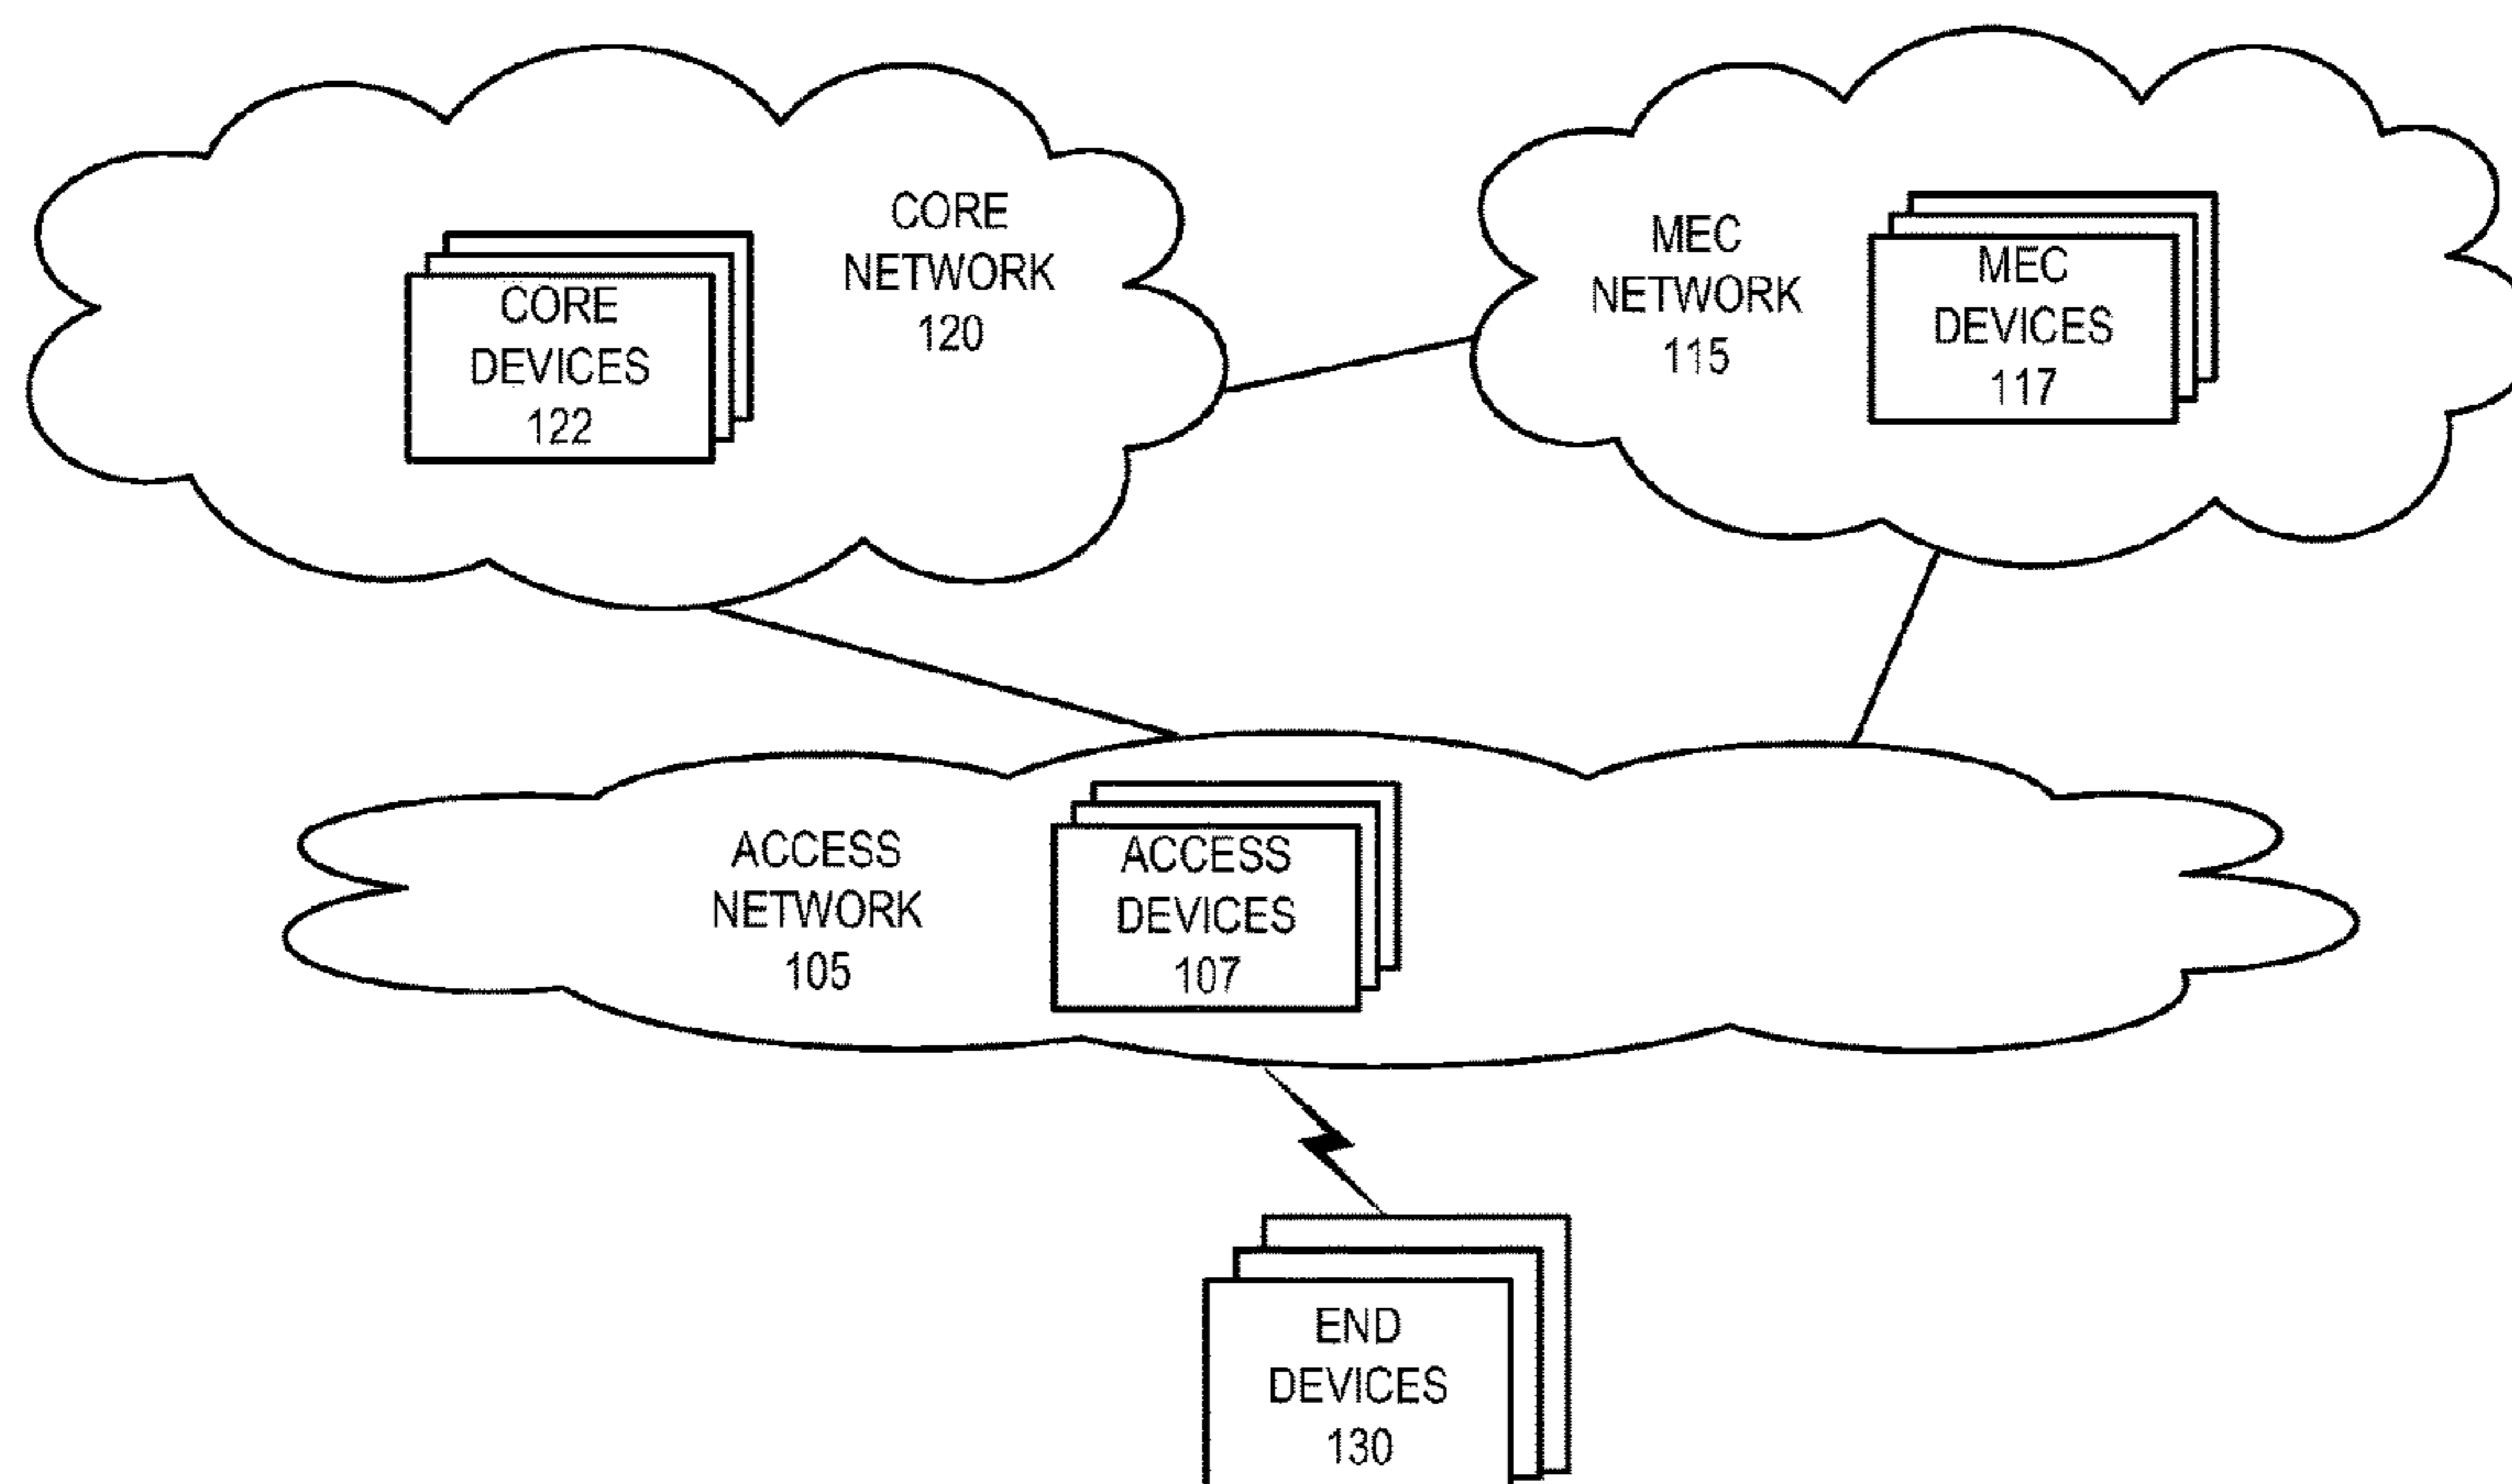 CORE
NETWORK
120
CORE
DEVICES
122
MEC
NETWORK
115
MEC
DEVICES
117
ACCESS
NETWORK
105
ACCESS
DEVICES
107
END
DEVICES
130